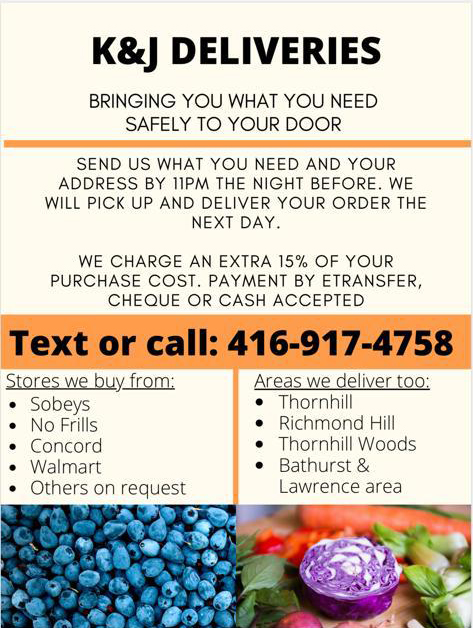 K&J DELIVERIES
BRINGING YOU WHAT YOU NEED
SAFELY TO YOUR DOOR
SEND US WHAT YOU NEED AND YOUR
ADDRESS BY 11PM THE NIGHT BEFORE. WE
WILL PICK UP AND DELIVER YOUR ORDER THE
NEXT DAY.
WE CHARGE AN EXTRA 15% OF YOUR
PURCHASE COST. PAYMENT BY ETRANSFER,
CHEQUE OR CASH ACCEPTED
Text or call: 416-917-4758
Stores we buy from:
• Sobeys
• No Frills
• Concord
• Walmart
• Others on request
Areas we deliver too:
• Thornhill
• Richmond Hill
• Thornhill Woods
• Bathurst &
Lawrence area